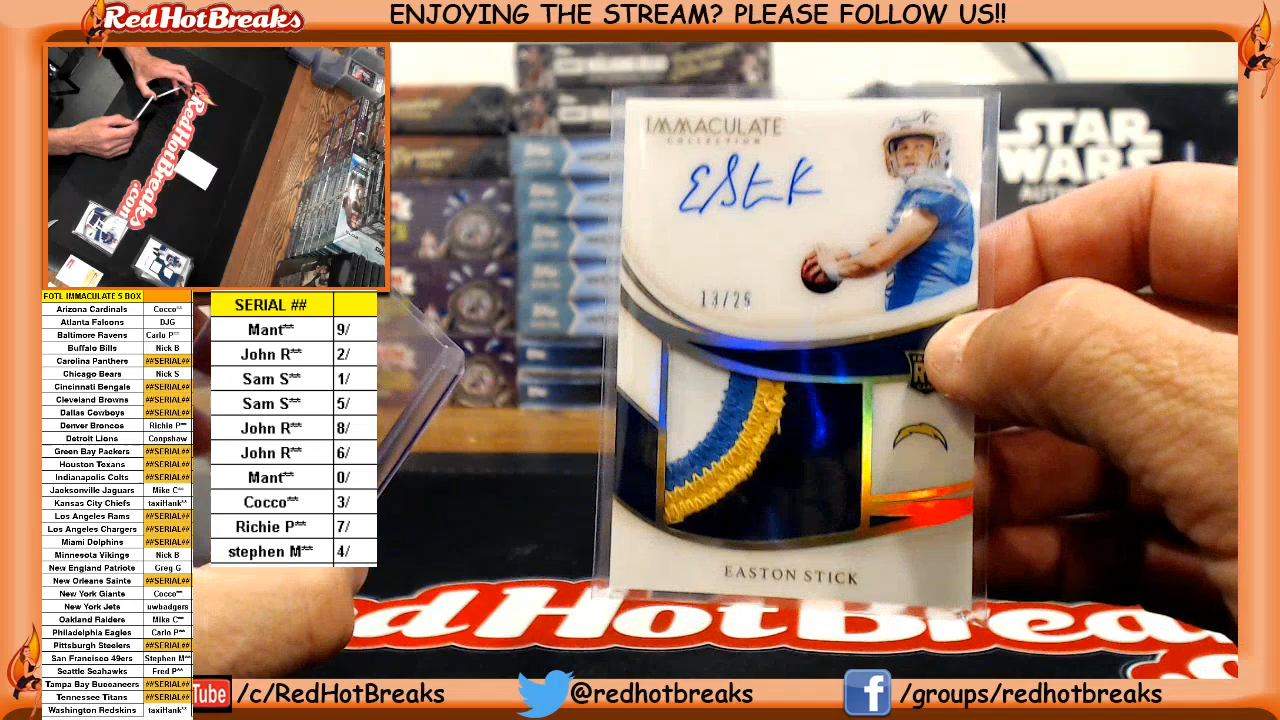 RedHotBreaks
ENJOYING THE STREAM? PLEASE FOLLOW US!!
RedHotBreaks
.com
IMMACULATE
COLLECTION
13/25
EASTON STICK
STAR
WARS
FOTL IMMACULATE 5 BOX
Arizona Cardinals Cocco**
Atlanta Falcons DJG
Baltimore Ravens Carlo P**
Buffalo Bills Nick B
Carolina Panthers ##SERIAL##
Chicago Bears Nick S
Cincinnati Bengals ##SERIAL##
Cleveland Browns ##SERIAL##
Dallas Cowboys ##SERIAL##
Denver Broncos Richie P**
Detroit Lions Coopshaw
Green Bay Packers ##SERIAL##
Houston Texans ##SERIAL##
Indianapolis Colts ##SERIAL##
Jacksonville Jaguars Mike C**
Kansas City Chiefs taxiHank**
Los Angeles Rams ##SERIAL##
Los Angeles Chargers ##SERIAL##
Miami Dolphins ##SERIAL##
Minnesota Vikings Nick B
New England Patriots Greg G
New Orleans Saints ##SERIAL##
New York Giants Cocco**
New York Jets uwbadgers
Oakland Raiders Mike C**
Philadelphia Eagles Carlo P**
Pittsburgh Steelers ##SERIAL##
San Francisco 49ers Stephen M**
Seattle Seahawks Fred P**
Tampa Bay Buccaneers ##SERIAL##
Tennessee Titans ##SERIAL##
Washington Redskins taxiHank**
SERIAL ##
Mant** 9/
John R** 2/
Sam S** 1/
Sam S** 5/
John R** 8/
John R** 6/
Mant** 0/
Cocco** 3/
Richie P** 7/
stephen M** 4/
RedHotBreaks
Tube /c/RedHotBreaks
@redhotbreaks
f /groups/redhotbreaks